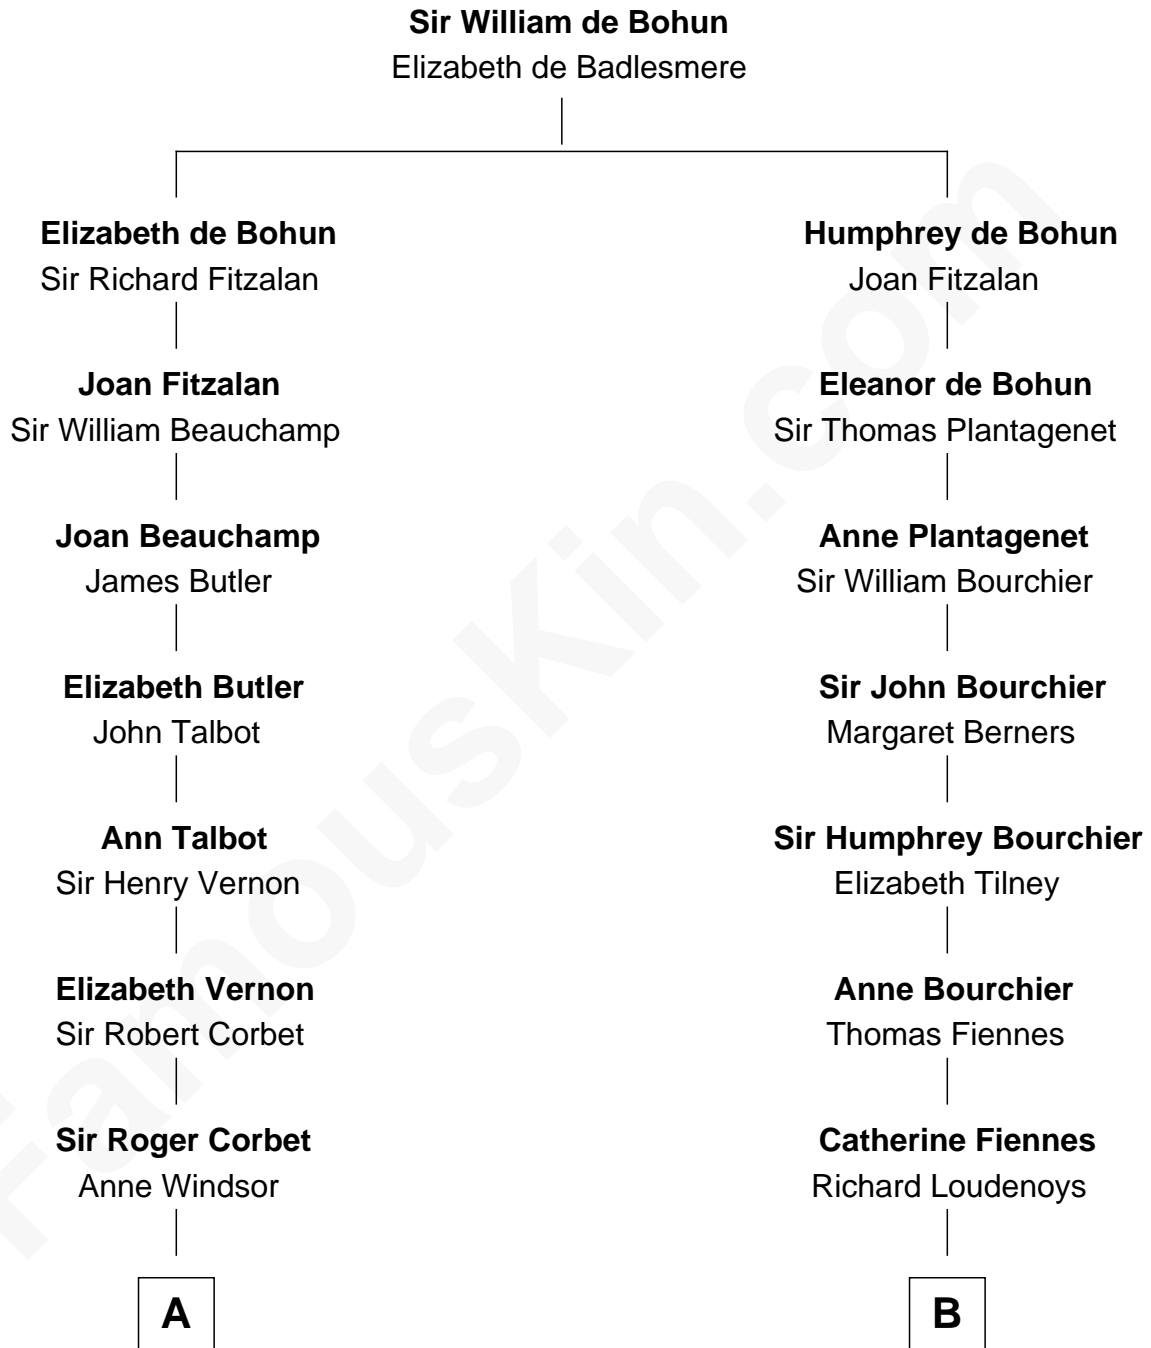 Sir William de Bohun
Elizabeth de Badlesmere
Elizabeth de Bohun
Sir Richard Fitzalan
Humphrey de Bohun
Joan Fitzalan
Joan Fitzalan
Sir William Beauchamp
Eleanor de Bohun
Sir Thomas Plantagenet
Joan Beauchamp
James Butler
Anne Plantagenet
Sir William Bourchier
Elizabeth Butler
John Talbot
Sir John Bourchier
Margaret Berners
Ann Talbot
Sir Henry Vernon
Sir Humphrey Bourchier
Elizabeth Tilney
Elizabeth Vernon
Sir Robert Corbet
Anne Bourchier
Thomas Fiennes
Sir Roger Corbet
Anne Windsor
Catherine Fiennes
Richard Loudenoys
A
B
FamousKin.com